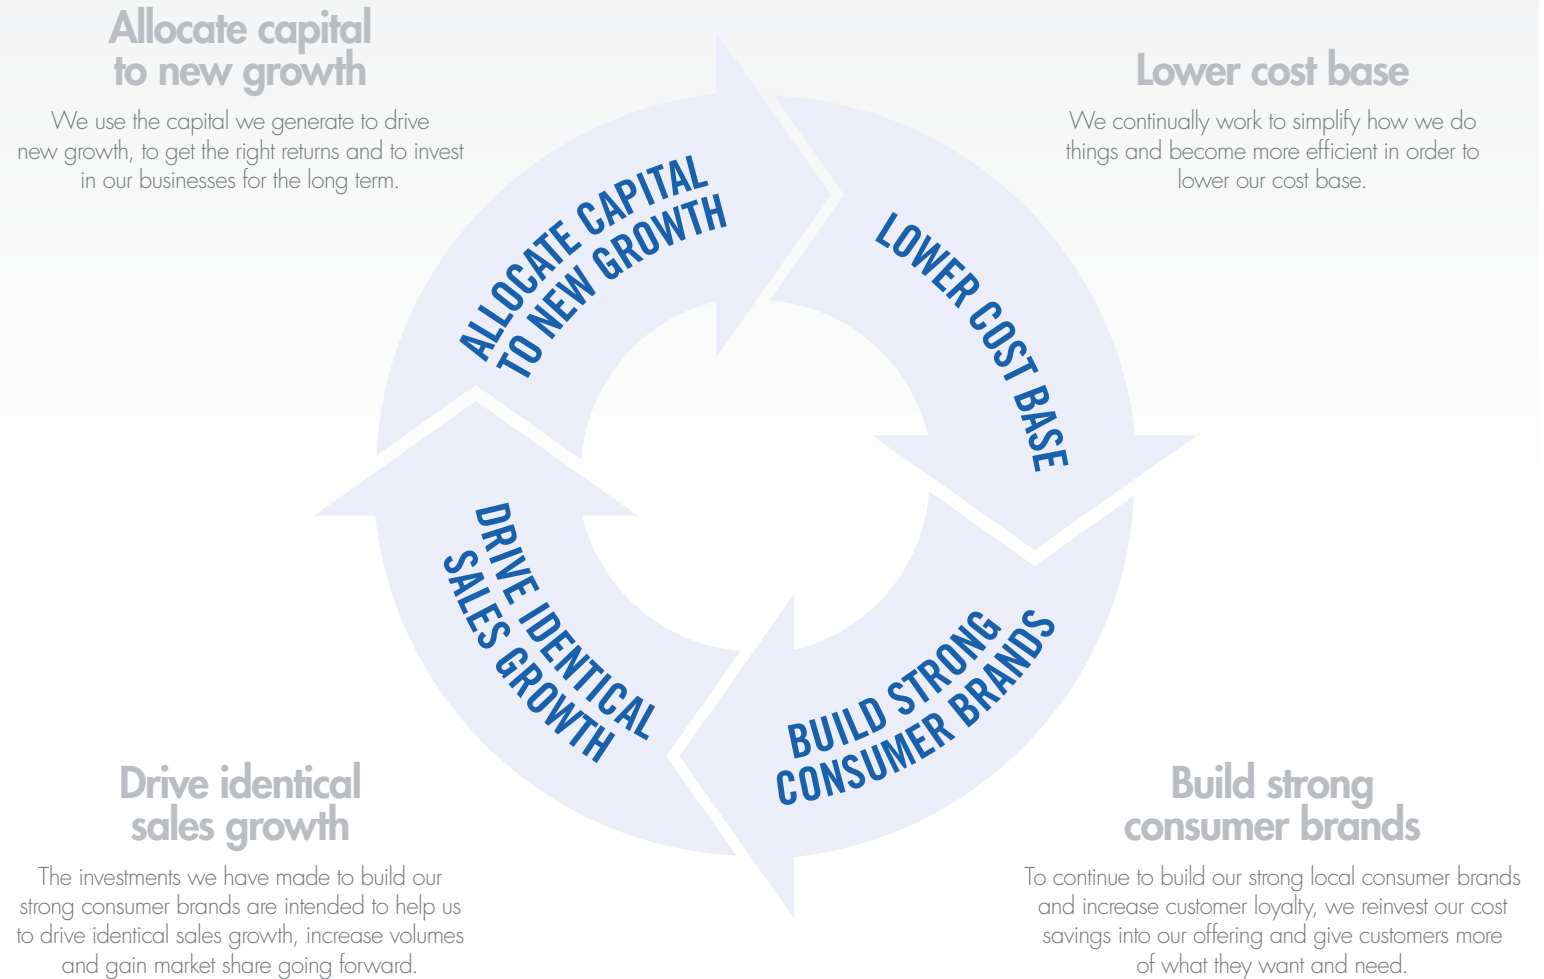 Allocate capital
to new growth
We use the capital we generate to drive
new growth, to get the right returns and to invest
in our businesses for the long term.
Lower cost base
We continually work to simplify how we do
things and become more efficient in order to
lower our cost base.
ALLOCATE CAPITAL
TO NEW GROWTH
LOWER COST BASE
DRIVE IDENTICAL
SALES GROWTH
BUILD STRONG
CONSUMER BRANDS
Drive identical
sales growth
The investments we have made to build our
strong consumer brands are intended to help us
to drive identical sales growth, increase volumes
and gain market share going forward.
Build strong
consumer brands
To continue to build our strong local consumer brands
and increase customer loyalty, we reinvest our cost
savings into our offering and give customers more
of what they want and need.